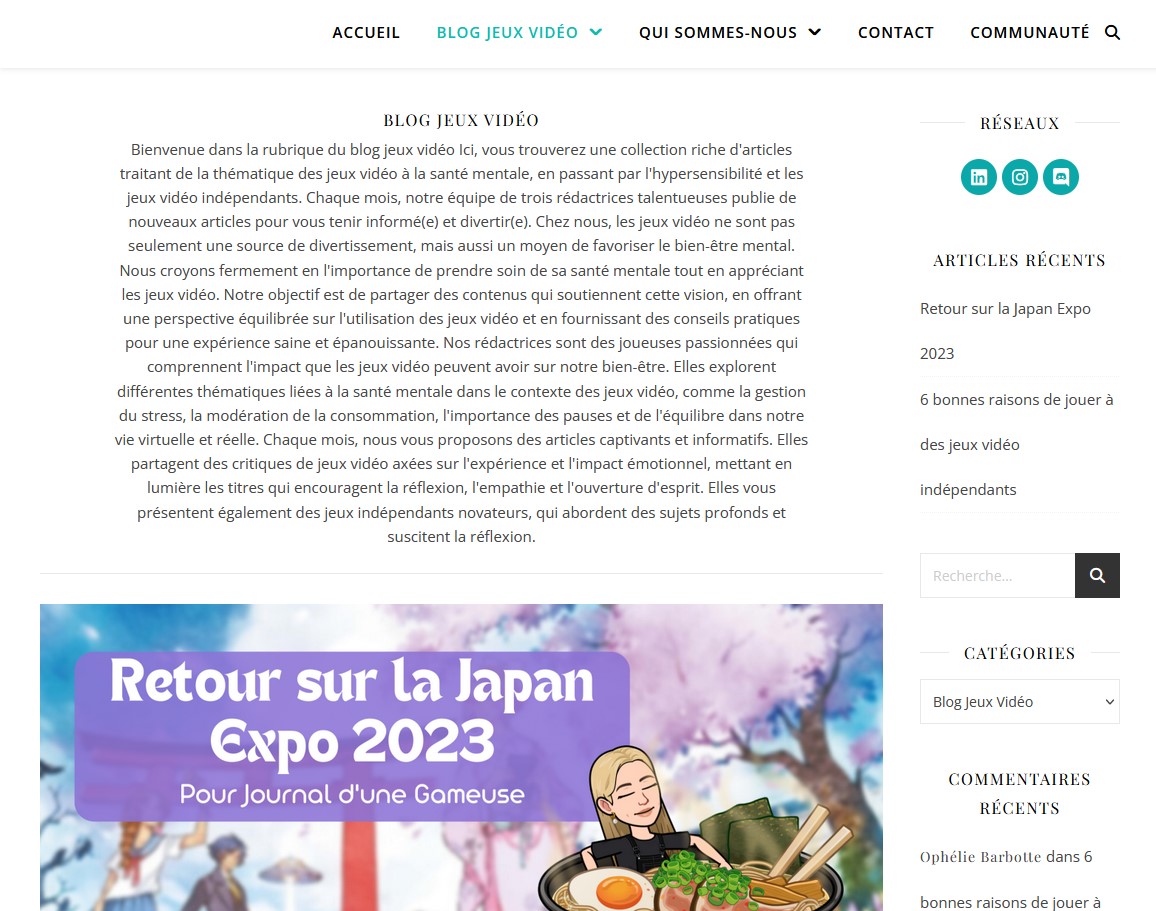 ACCUEIL BLOG JEUX VIDÉO QUI SOMMES-NOUS CONTACT COMMUNAUTÉ
BLOG JEUX VIDÉO
Bienvenue dans la rubrique du blog jeux vidéo Ici, vous trouverez une collection riche d'articles
traitant de la thématique des jeux vidéo à la santé mentale, en passant par l'hypersensibilité et les
jeux vidéo indépendants. Chaque mois, notre équipe de trois rédactrices talentueuses publie de
nouveaux articles pour vous tenir informé(e) et divertir(e). Chez nous, les jeux vidéo ne sont pas
seulement une source de divertissement, mais aussi un moyen de favoriser le bien-être mental.
Nous croyons fermement en l'importance de prendre soin de sa santé mentale tout en appréciant
les jeux vidéo. Notre objectif est de partager des contenus qui soutiennent cette vision, en offrant
une perspective équilibrée sur l'utilisation des jeux vidéo et en fournissant des conseils pratiques
pour une expérience saine et épanouissante. Nos rédactrices sont des joueuses passionnées qui
comprennent l'impact que les jeux vidéo peuvent avoir sur notre bien-être. Elles explorent
différentes thématiques liées à la santé mentale dans le contexte des jeux vidéo, comme la gestion
du stress, la modération de la consommation, l'importance des pauses et de l'équilibre dans notre
vie virtuelle et réelle. Chaque mois, nous vous proposons des articles captivants et informatifs. Elles
partagent des critiques de jeux vidéo axées sur l'expérience et l'impact émotionnel, mettant en
lumière les titres qui encouragent la réflexion, l'empathie et l'ouverture d'esprit. Elles vous
présentent également des jeux indépendants novateurs, qui abordent des sujets profonds et
suscitent la réflexion.
Retour sur la Japan
Expo 2023
Pour Journal d'une Gameuse
RÉSEAUX
ARTICLES RÉCENTS
Retour sur la Japan Expo
2023
6 bonnes raisons de jouer à
des jeux vidéo
indépendants
Recherche...
CATÉGORIES
Blog Jeux Vidéo
COMMENTAIRES
RÉCENTS
Ophélie Barbotte dans 6
bonnes raisons de jouer à